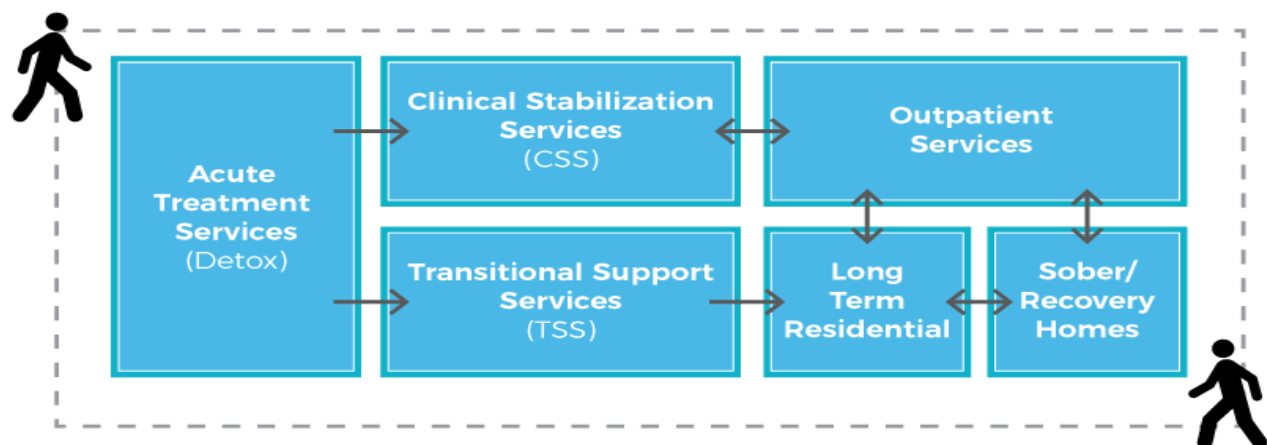 Acute
Treatment
Services
(Detox)
Clinical Stabilization
Services
(CSS)
Transitional Support
Services
(TSS)
Outpatient
Services
Long
Term
Residential
Sober/
Recovery
Homes